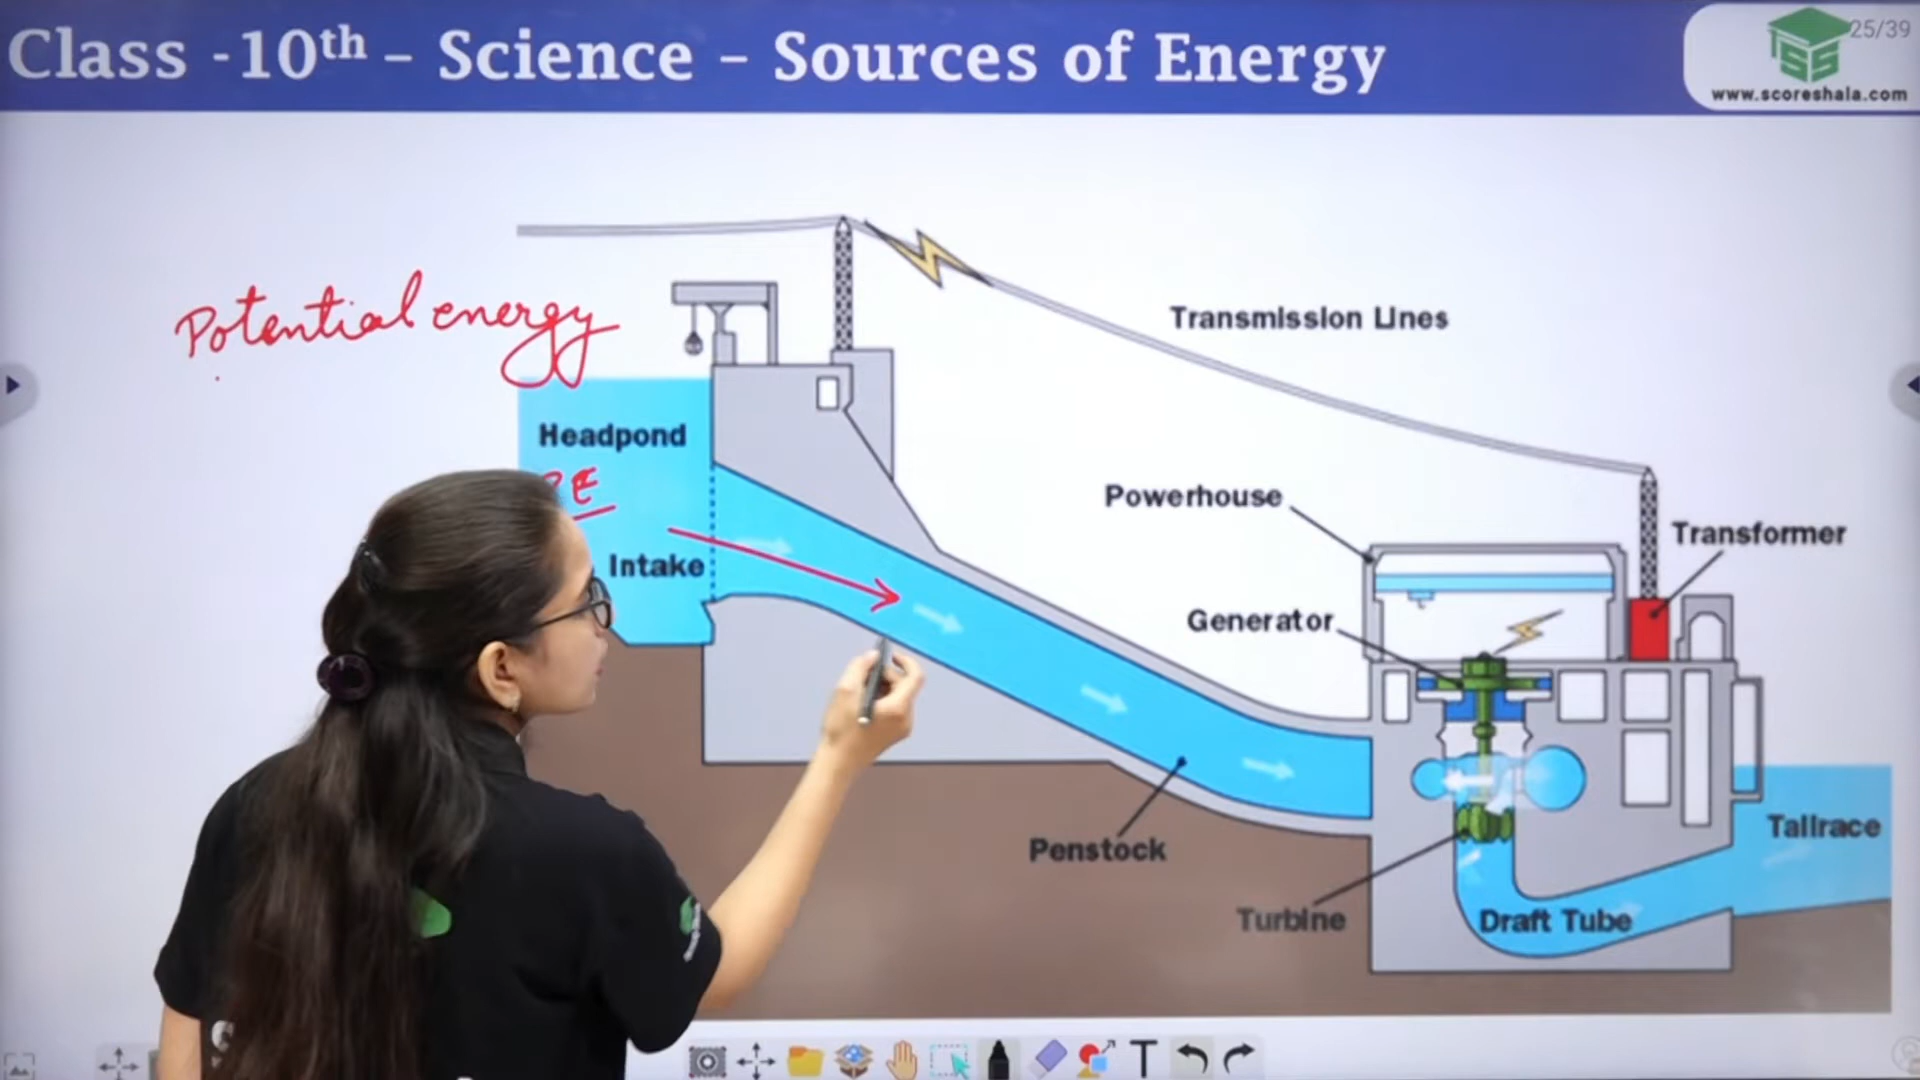 Class -10th - Science - Sources of Energy
25/39
www.scoreshala.com
Potential energy
Transmission Lines
Headpond
PE
Powerhouse
Transformer
Intake
Generator
Penstock
Tailrace
Turbine
Draft Tube
T